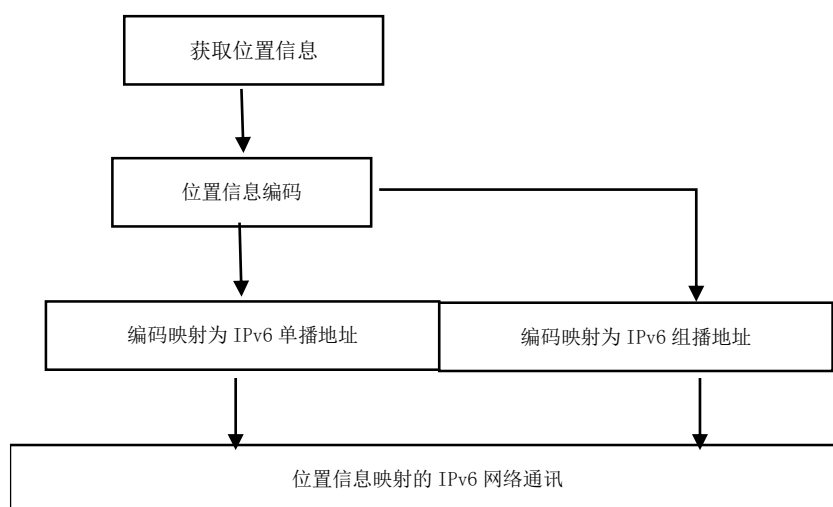 获取位置信息
位置信息编码
编码映射为 IPv6 单播地址
编码映射为 IPv6 组播地址
位置信息映射的 IPv6 网络通讯